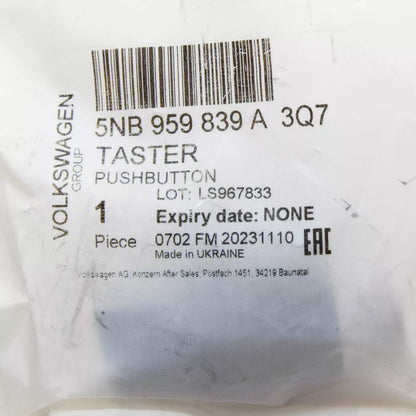 VOLKSWAGEN
GROUP
5NB 959 839 A 3Q7
TASTER
PUSHBUTTON
LOT: LS967833
1 Expiry date: NONE
Piece 0702 FM 20231110 EAC
Made in UKRAINE
Volkswagen AG, Konzern After Sales, Postfach 1451, 34219 Baunatal